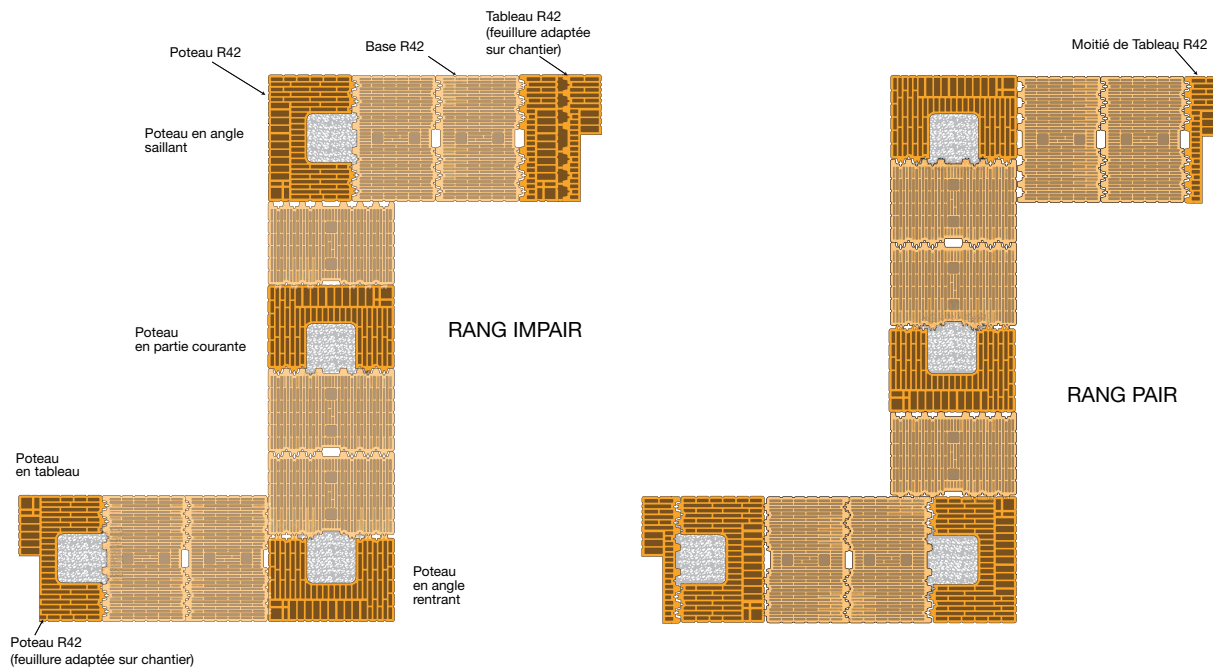 Tableau R42
(feuillure adaptée
sur chantier)
Base R42
Poteau R42
Poteau en angle
saillant
Poteau
en partie courante
RANG IMPAIR
Poteau
en tableau
Poteau
en angle
rentrant
Poteau R42
(feuillure adaptée sur chantier)
Moitié de Tableau R42
RANG PAIR